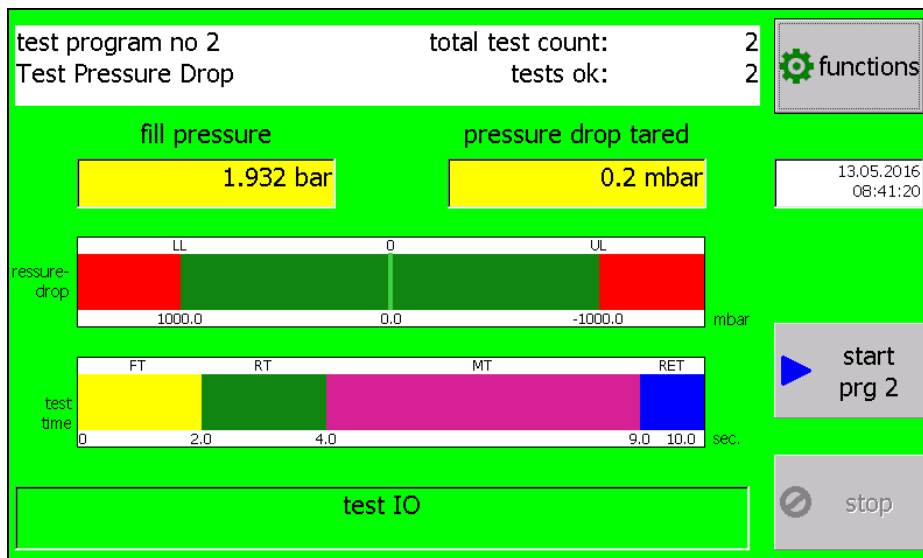 test program no 2 total test count: 2
Test Pressure Drop tests ok: 2
functions
fill pressure pressure drop tared
1.932 bar 0.2 mbar
13.05.2016
08:41:20
LL 0 UL
ressure-
drop
1000.0 0.0 -1000.0 mbar
FT RT MT RET
test
time
0 2.0 4.0 9.0 10.0 sec.
start
prg 2
test IO
stop